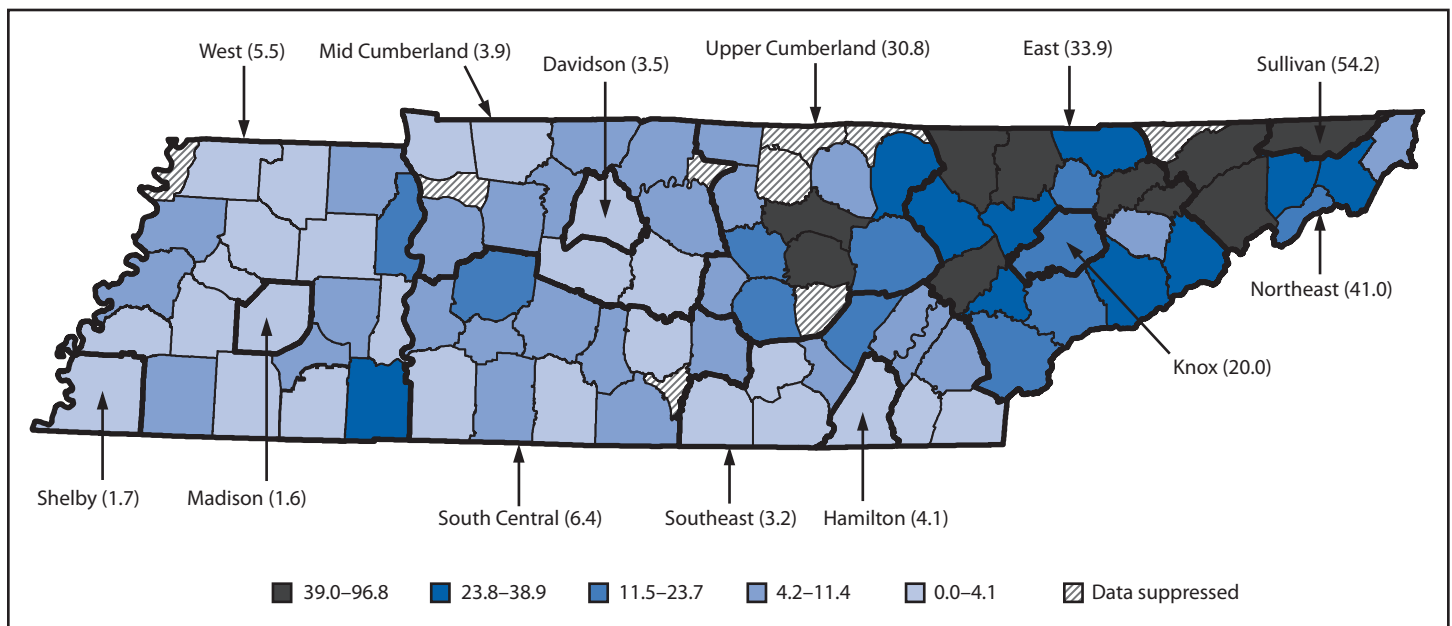 West (5.5)
Mid Cumberland (3.9)
Davidson (3.5)
Upper Cumberland (30.8)
East (33.9)
Sullivan (54.2)
Northeast (41.0)
Knox (20.0)
Shelby (1.7)
Madison (1.6)
South Central (6.4)
Southeast (3.2)
Hamilton (4.1)
39.0–96.8
23.8–38.9
11.5–23.7
4.2–11.4
0.0–4.1
Data suppressed